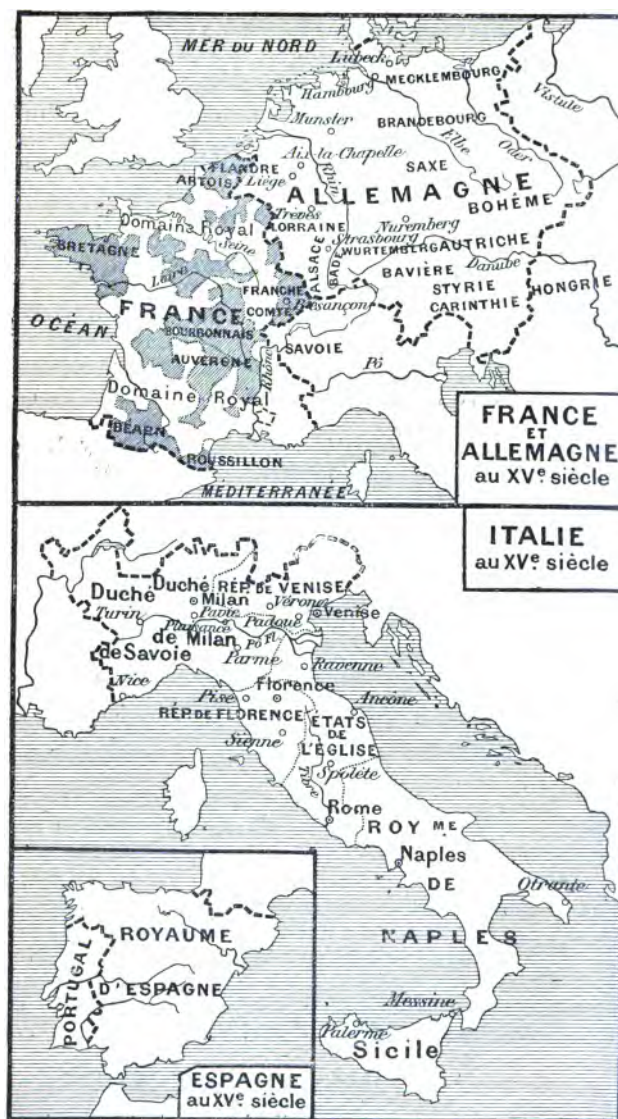 MER DU NORD
Lubeck
MECKLEMBOURG
Hambourg
Vistule
Munster
BRANDEBOURG
Elbe
Oder
FLANDRE
Aix-la-Chapelle
SAXE
ARTOIS
Liége
Rhin
ALLEMAGNE
BOHÊME
Domaine Royal
Trèves
LORRAINE
Nuremberg
BRETAGNE
Seine
Strasbourg
ALSACE
BADE
WURTEMBERG
AUTRICHE
Loire
BAVIÈRE
Danube
FRANCHE
COMTÉ
Besançon
STYRIE
CARINTHIE
HONGRIE
OCÉAN
FRANCE
BOURBONNAIS
SAVOIE
AUVERGNE
Rhône
Pô
Domaine Royal
BÉARN
ROUSSILLON
MÉDITERRANÉE
FRANCE
ET
ALLEMAGNE
au XVe siècle
ITALIE
au XVe siècle
Duché
de Savoie
Duché
de Milan
RÉP. DE VENISE
Milan
Vérone
Venise
Turin
Pavie
Padoue
Plaisance
Pô Fl.
Parme
Ravenne
Nice
Florence
Pise
Ancône
RÉP. DE FLORENCE
ÉTATS
DE
L'ÉGLISE
Sienne
Spolète
Tibre
Rome
ROYme
Naples
DE
Otrante
NAPLES
Messine
Palerme
Sicile
ROYAUME
D'ESPAGNE
PORTUGAL
ESPAGNE
au XVe siècle